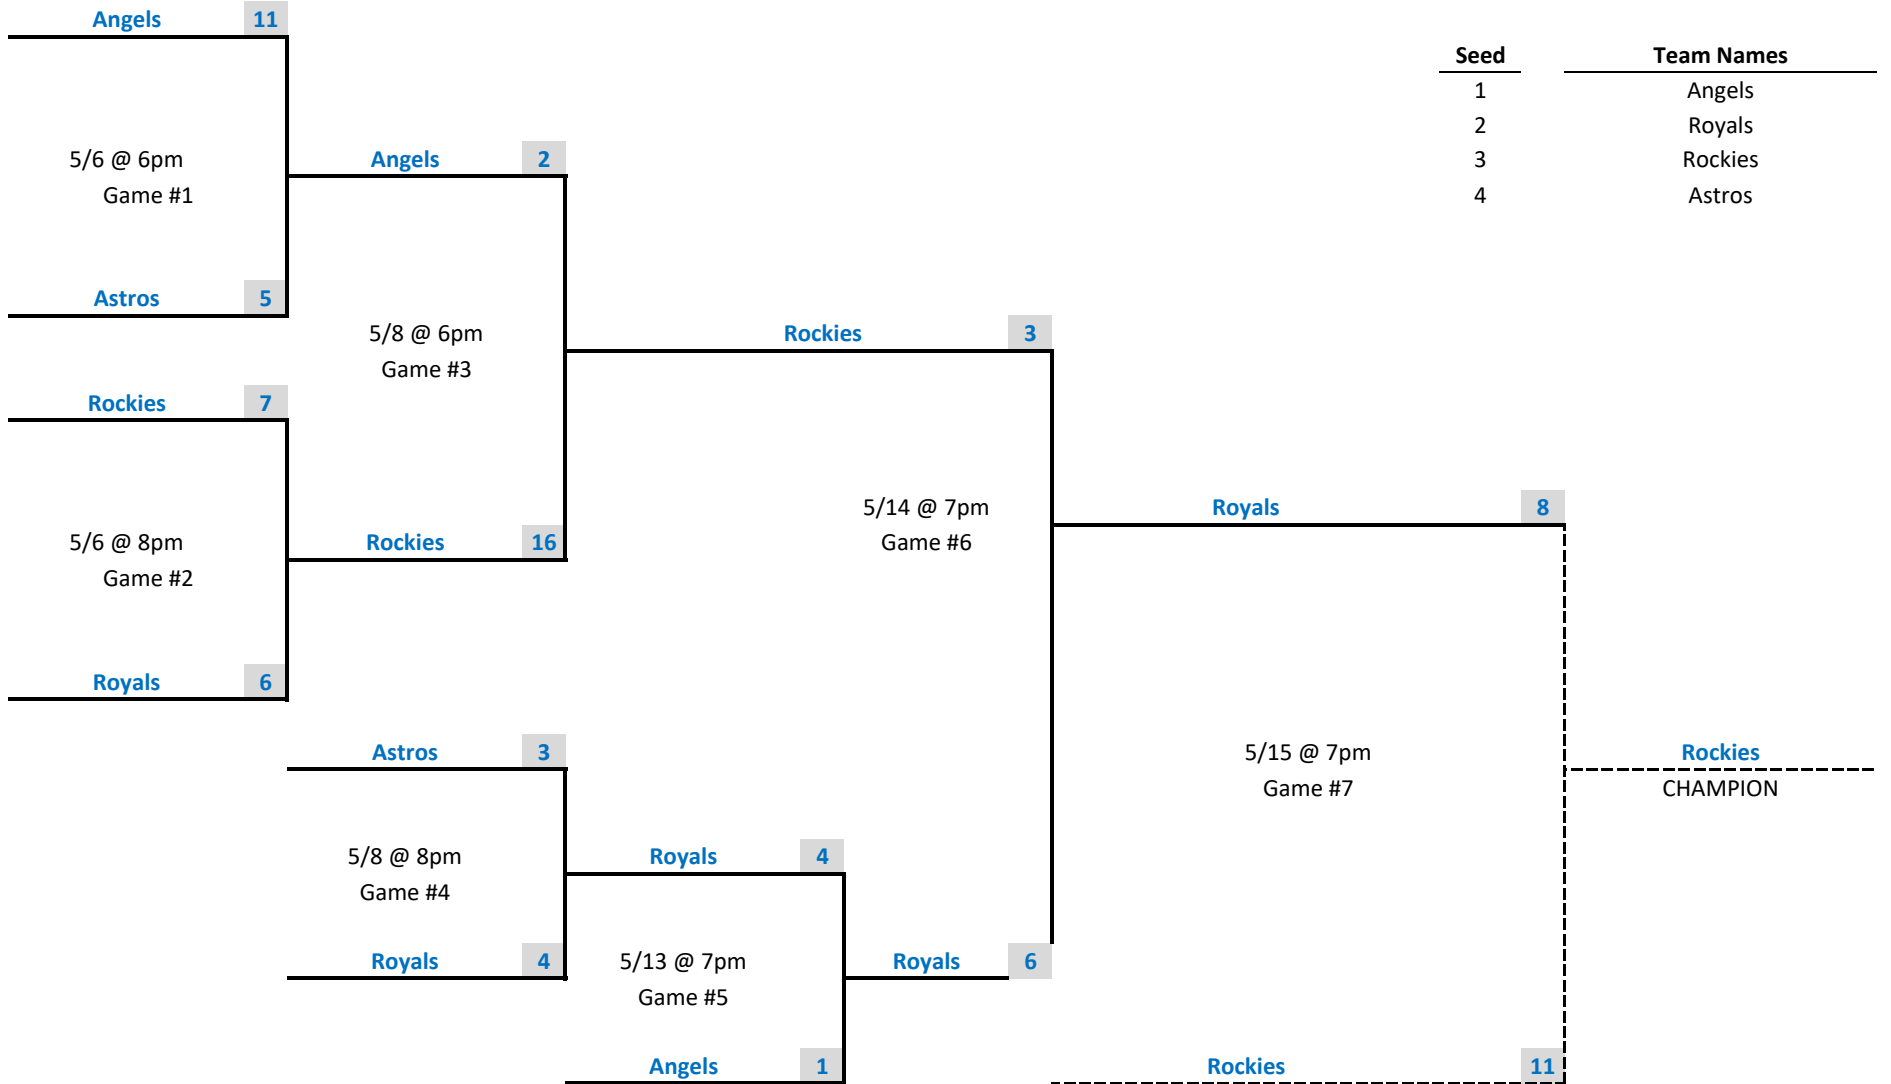 Angels 11
Seed Team Names
1 Angels
2 Royals
5/6 @ 6pm Angels 2 3 Rockies
Game #1 4 Astros
Astros 5
5/8 @ 6pm Rockies 3
Game #3
Rockies 7
5/14 @ 7pm Royals 8
5/6 @ 8pm Rockies 16 Game #6
Game #2
Royals 6
Astros 3 5/15 @ 7pm Rockies
Game #7 CHAMPION
5/8 @ 8pm Royals 4
Game #4
Royals 4 5/13 @ 7pm Royals 6
Game #5
Angels 1 Rockies 11